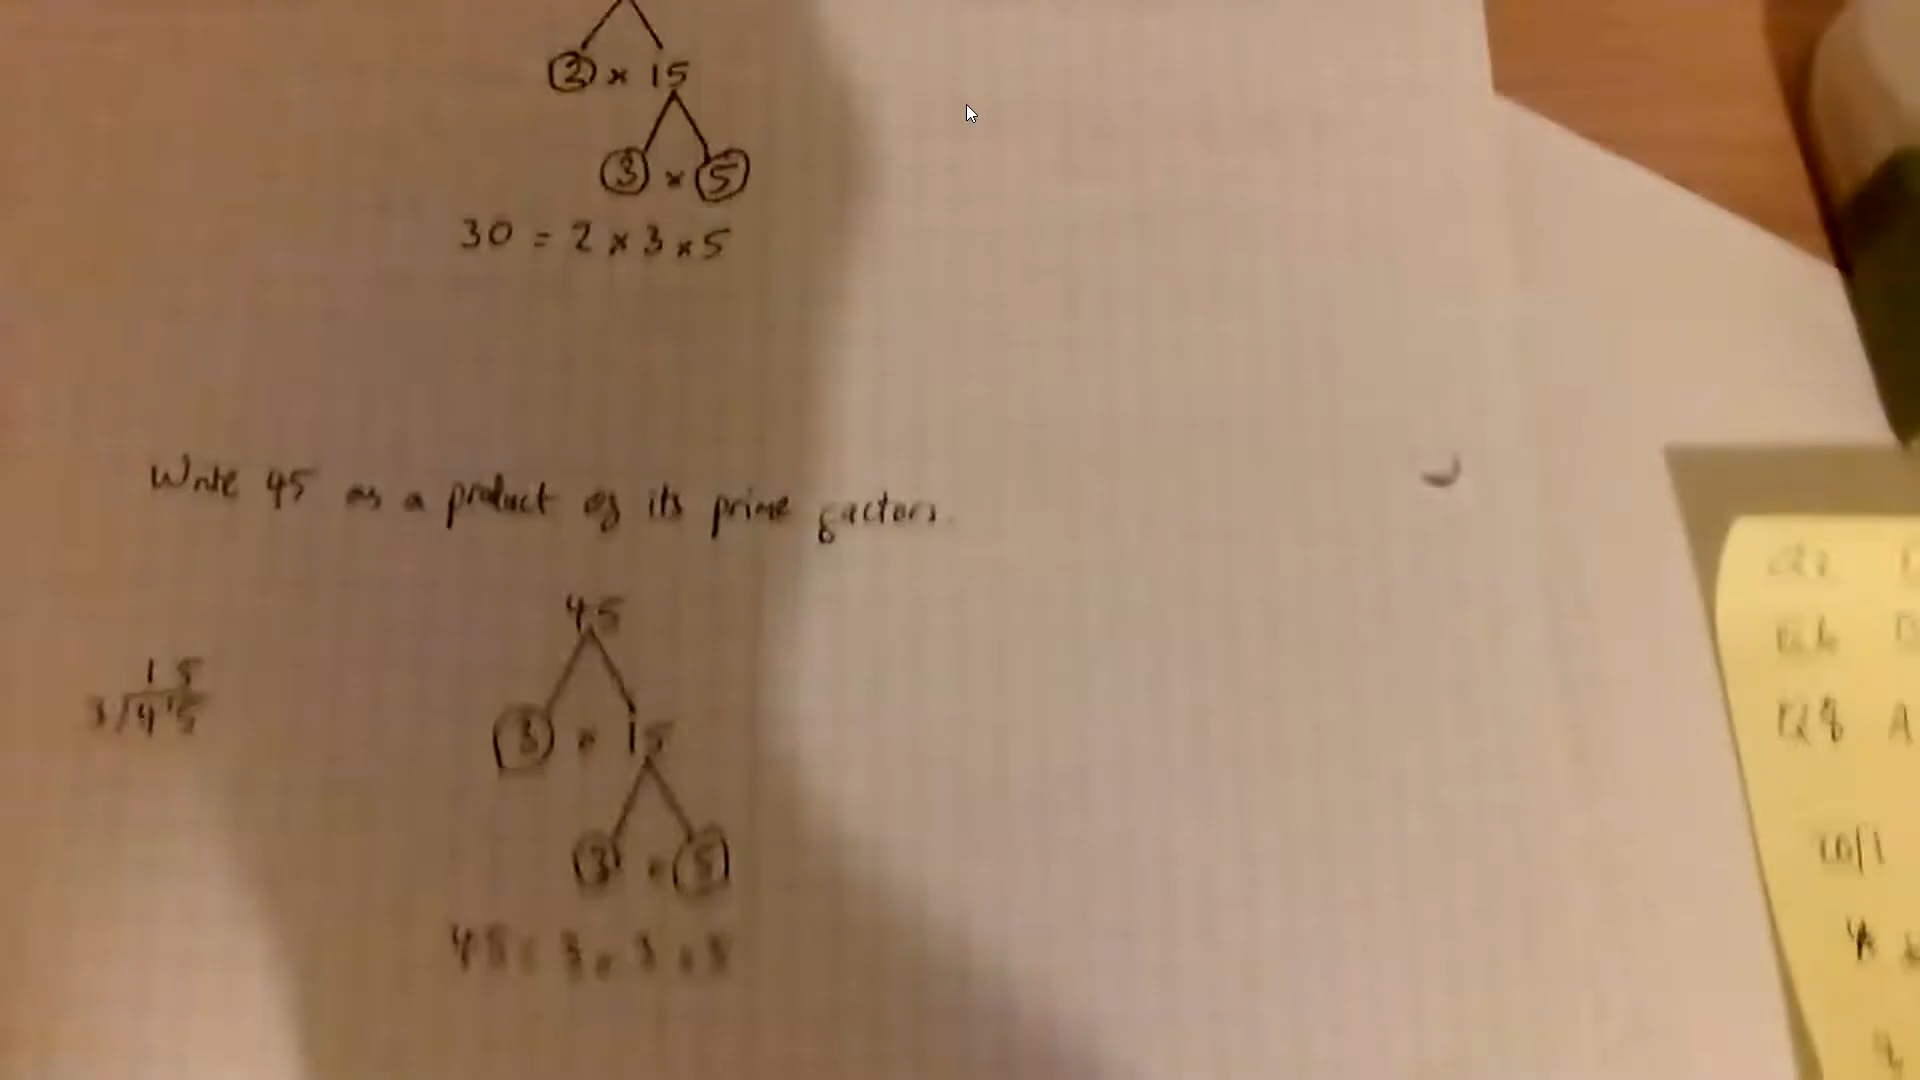 2 × 15
3 × 5
30 = 2 × 3 × 5
Write 45 as a product of its prime factors.
45
15
3 45
3 × 15
3 × 5
45 = 3 × 3 × 5
Q8 A